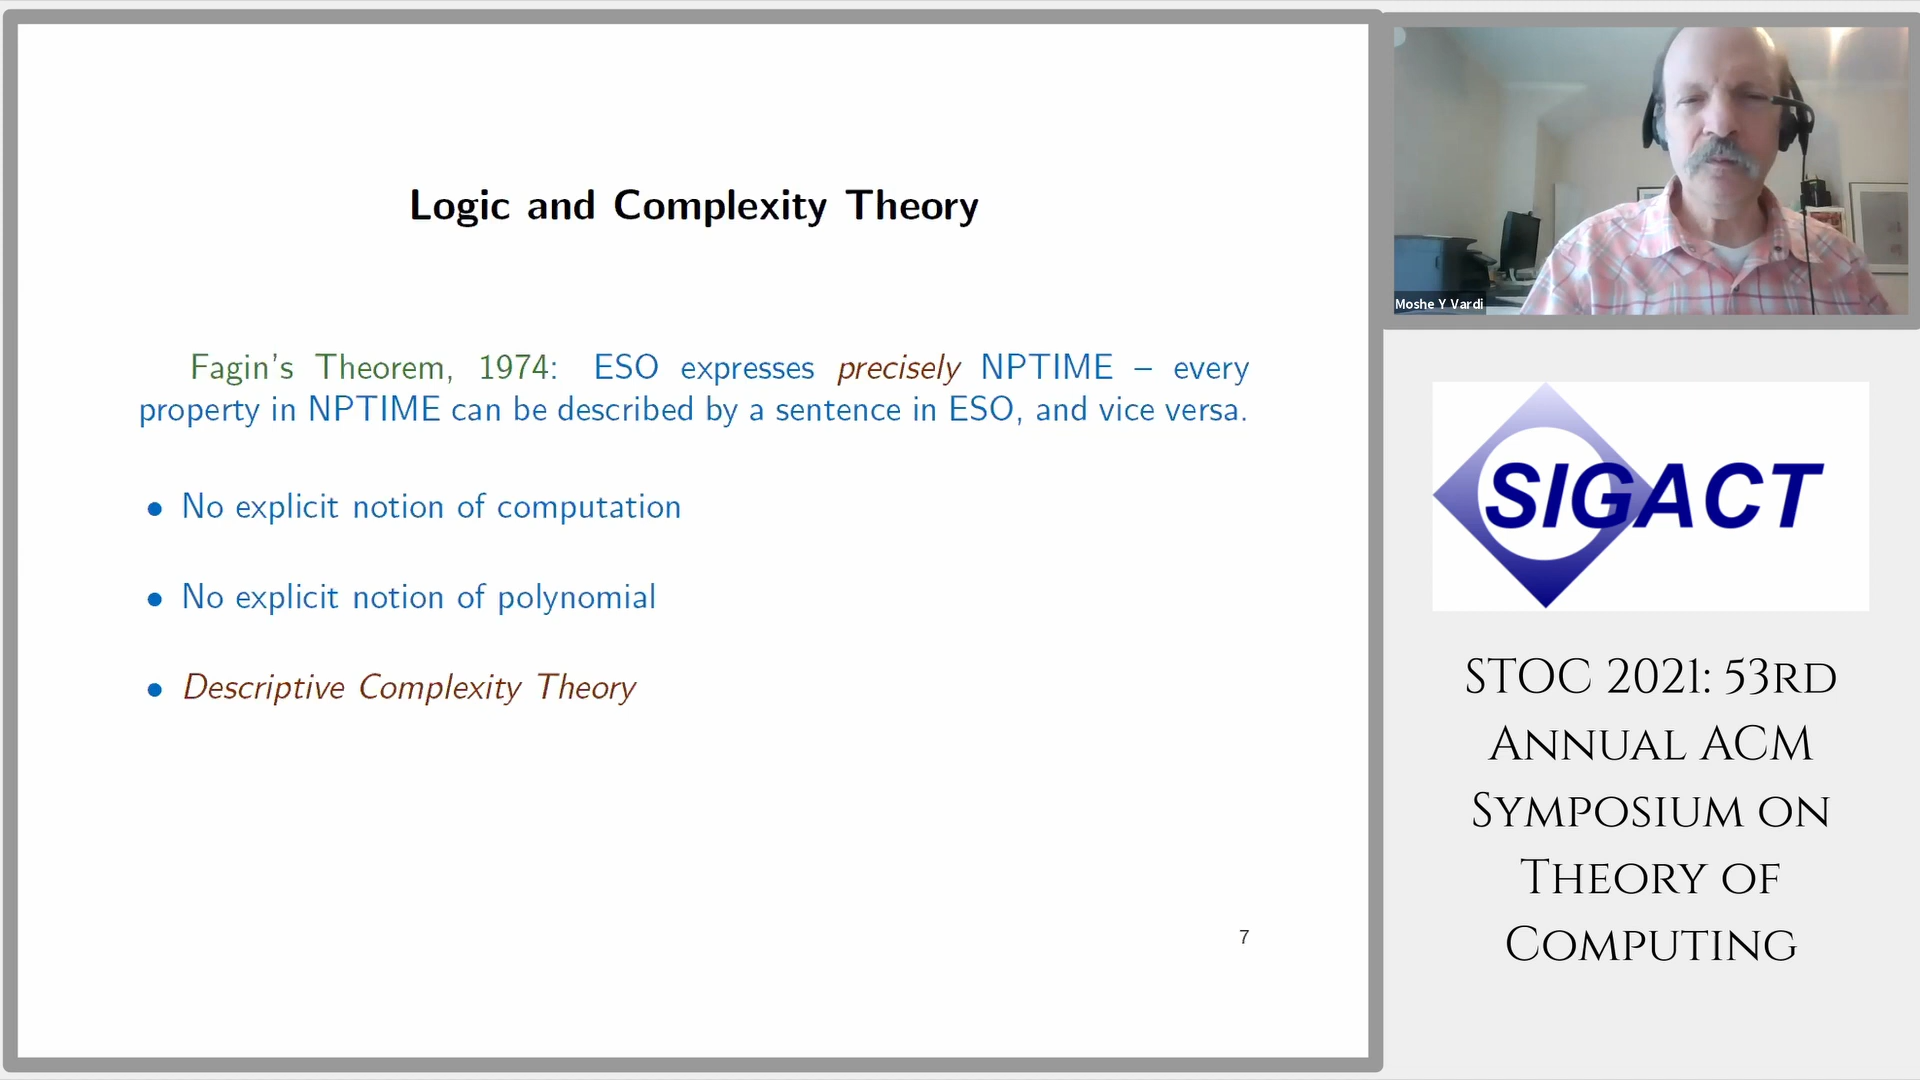 Logic and Complexity Theory
Fagin's Theorem, 1974: ESO expresses precisely NPTIME – every
property in NPTIME can be described by a sentence in ESO, and vice versa.
• No explicit notion of computation
• No explicit notion of polynomial
• Descriptive Complexity Theory
7
Moshe Y Vardi
SIGACT
STOC 2021: 53rd
Annual ACM
Symposium on
Theory of
Computing